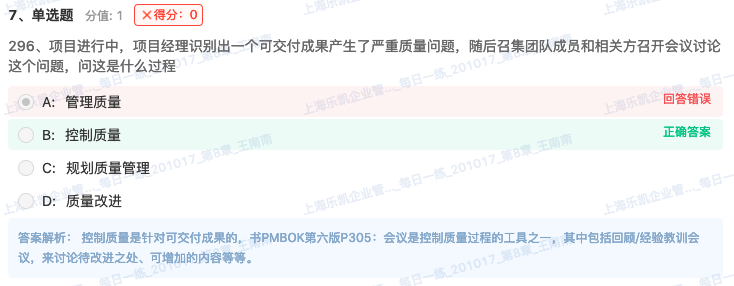 7、单选题 分值: 1 ×得分：0
296、项目进行中，项目经理识别出一个可交付成果产生了严重质量问题，随后召集团队成员和相关方召开会议讨论
这个问题，问这是什么过程
A: 管理质量 回答错误
B: 控制质量 正确答案
C: 规划质量管理
D: 质量改进
答案解析： 控制质量是针对可交付成果的，书PMBOK第六版P305：会议是控制质量过程的工具之一，其中包括回顾/经验教训会
议，来讨论待改进之处、可增加的内容等等。
上海乐凯企业管..._每日一练_201017_第8章_王南南